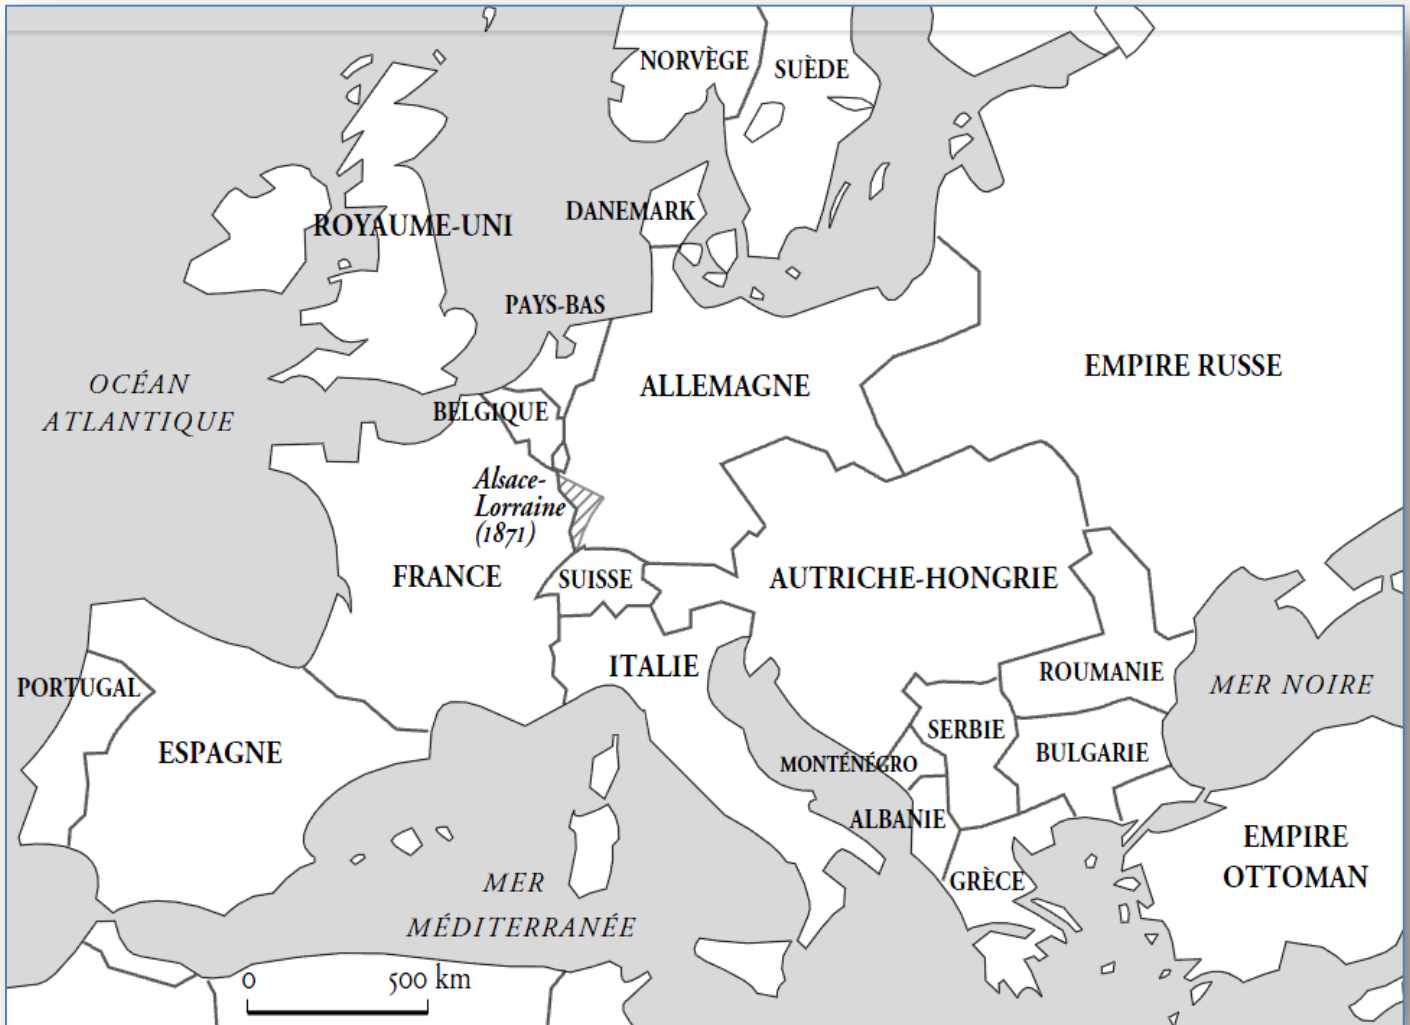 NORVÈGE
SUÈDE
DANEMARK
ROYAUME-UNI
PAYS-BAS
EMPIRE RUSSE
OCÉAN
ATLANTIQUE
ALLEMAGNE
BELGIQUE
Alsace-
Lorraine
(1871)
FRANCE
SUISSE
AUTRICHE-HONGRIE
ITALIE
ROUMANIE
MER NOIRE
PORTUGAL
ESPAGNE
SERBIE
BULGARIE
MONTÉNÉGRO
ALBANIE
EMPIRE
OTTOMAN
GRÈCE
MER
MÉDITERRANÉE
0 500 km